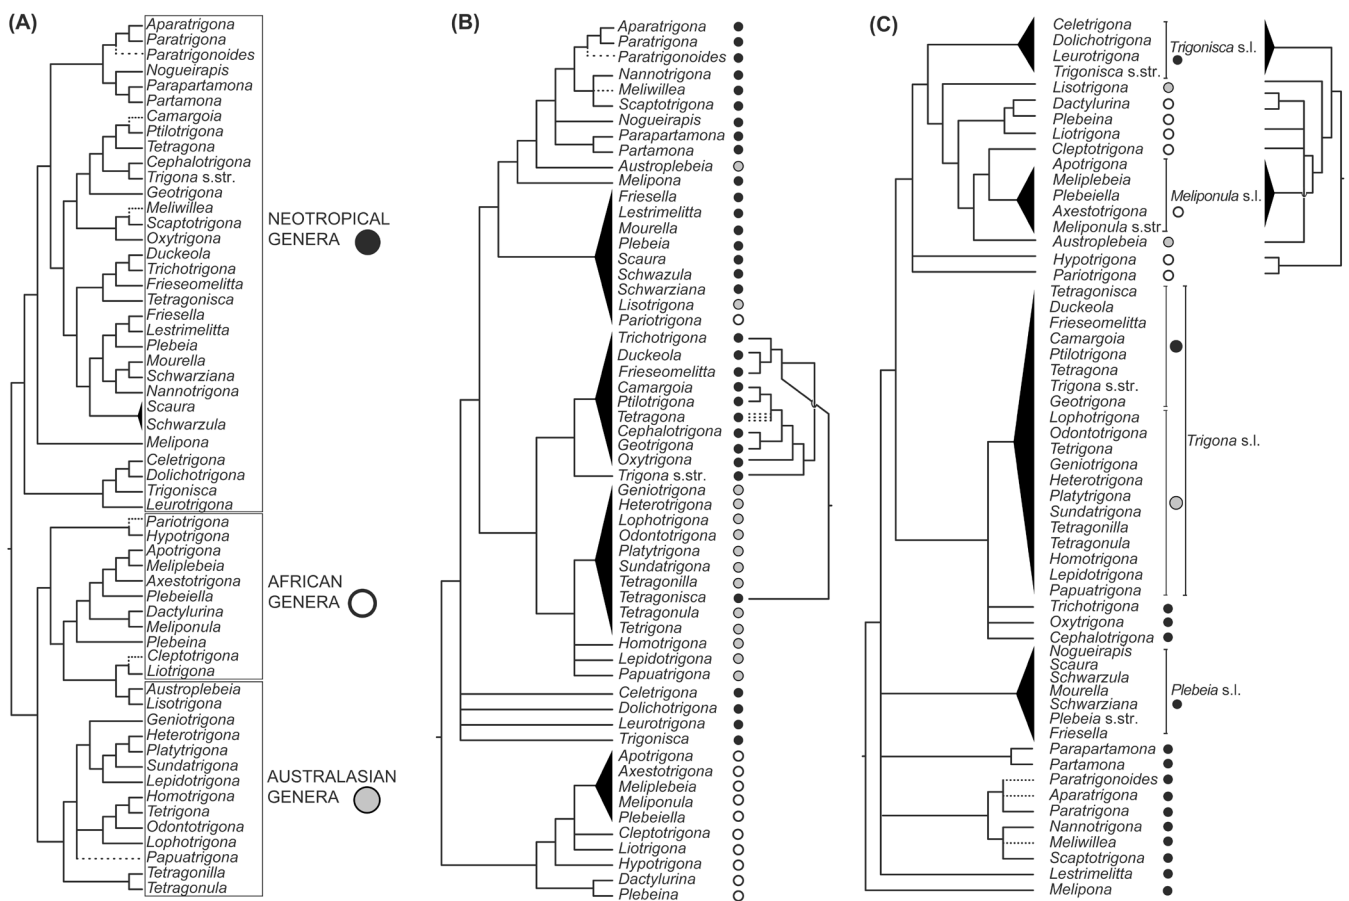 (A)
Aparatrigona
Paratrigona
Paratrigonoides
Nogueirapis
Parapartamona
Partamona
Camargoia
Ptilotrigona
Tetragona
Cephalotrigona
Trigona s.str.
Geotrigona
Meliwillea
Scaptotrigona
Oxytrigona
Duckeola
Trichotrigona
Frieseomelitta
Tetragonisca
Friesella
Lestrimelitta
Plebeia
Mourella
Schwarziana
Nannotrigona
Scaura
Schwarzula
Melipona
Celetrigona
Dolichotrigona
Trigonisca
Leurotrigona
Pariotrigona
Hypotrigona
Apotrigona
Meliplebeia
Axestotrigona
Plebeiella
Dactylurina
Meliponula
Plebeina
Cleptotrigona
Liotrigona
Austroplebeia
Lisotrigona
Geniotrigona
Heterotrigona
Platytrigona
Sundatrigona
Lepidotrigona
Homotrigona
Tetrigona
Odontotrigona
Lophotrigona
Papuatrigona
Tetragonilla
Tetragonula
NEOTROPICAL
GENERA
AFRICAN
GENERA
AUSTRALASIAN
GENERA
(B)
Aparatrigona
Paratrigona
Paratrigonoides
Nannotrigona
Meliwillea
Scaptotrigona
Nogueirapis
Parapartamona
Partamona
Austroplebeia
Melipona
Friesella
Lestrimelitta
Mourella
Plebeia
Scaura
Schwazula
Schwarziana
Lisotrigona
Pariotrigona
Trichotrigona
Duckeola
Frieseomelitta
Camargoia
Ptilotrigona
Tetragona
Cephalotrigona
Geotrigona
Oxytrigona
Trigona s.str.
Geniotrigona
Heterotrigona
Lophotrigona
Odontotrigona
Platytrigona
Sundatrigona
Tetragonilla
Tetragonisca
Tetragonula
Tetrigona
Homotrigona
Lepidotrigona
Papuatrigona
Celetrigona
Dolichotrigona
Leurotrigona
Trigonisca
Apotrigona
Axestotrigona
Meliplebeia
Meliponula
Plebeiella
Cleptotrigona
Liotrigona
Hypotrigona
Dactylurina
Plebeina
(C)
Celetrigona
Dolichotrigona
Leurotrigona
Trigonisca s.str.
Trigonisca s.l.
Lisotrigona
Dactylurina
Plebeina
Liotrigona
Cleptotrigona
Apotrigona
Meliplebeia
Plebeiella
Axestotrigona
Meliponula s.str.
Meliponula s.l.
Austroplebeia
Hypotrigona
Pariotrigona
Tetragonisca
Duckeola
Frieseomelitta
Camargoia
Ptilotrigona
Tetragona
Trigona s.str.
Geotrigona
Lophotrigona
Odontotrigona
Tetrigona
Geniotrigona
Heterotrigona
Platytrigona
Sundatrigona
Tetragonilla
Tetragonula
Homotrigona
Lepidotrigona
Papuatrigona
Trigona s.l.
Trichotrigona
Oxytrigona
Cephalotrigona
Nogueirapis
Scaura
Schwarzula
Mourella
Schwarziana
Plebeia s.str.
Friesella
Plebeia s.l.
Parapartamona
Partamona
Paratrigonoides
Aparatrigona
Paratrigona
Nannotrigona
Meliwillea
Scaptotrigona
Lestrimelitta
Melipona